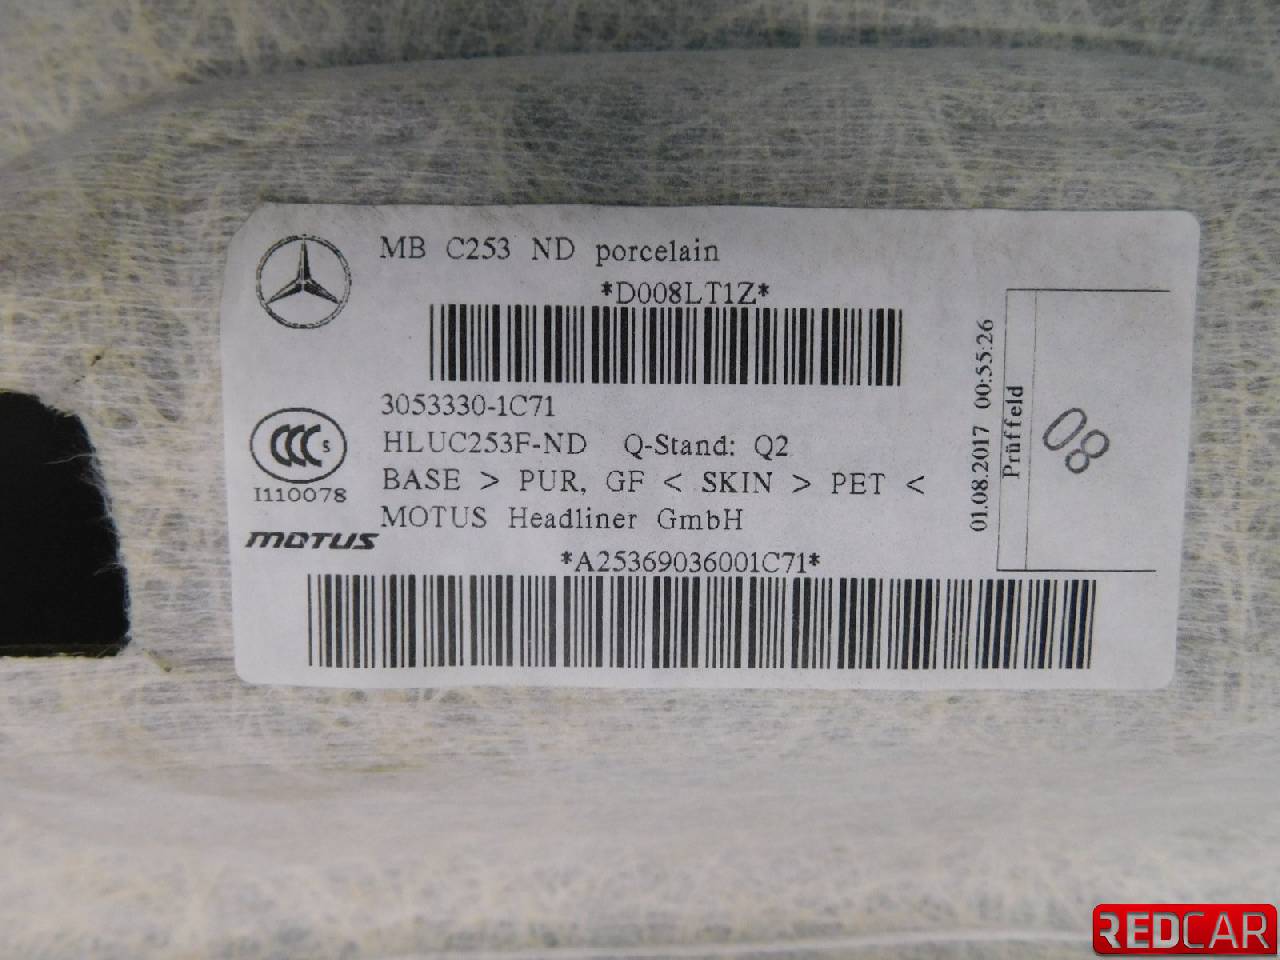 MB C253 ND porcelain
*D008LT1Z*
3053330-1C71
HLUC253F-ND Q-Stand: Q2
BASE > PUR, GF < SKIN > PET <
MOTUS Headliner GmbH
*A25369036001C71*
CCC S
I110078
MOTUS
01.08.2017 00:55:26
Prüffeld
08
REDCAR